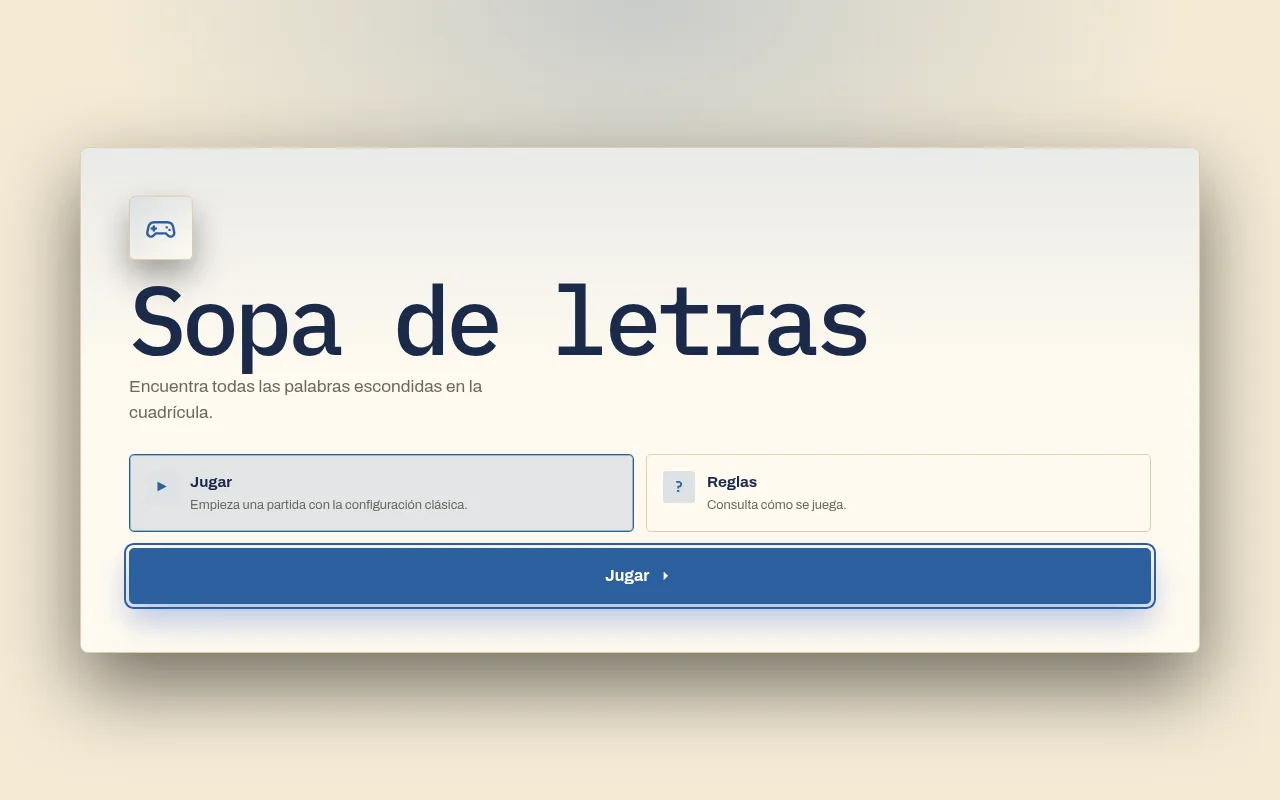 Sopa de letras
Encuentra todas las palabras escondidas en la
cuadrícula.
Jugar
Empieza una partida con la configuración clásica.
?
Reglas
Consulta cómo se juega.
Jugar